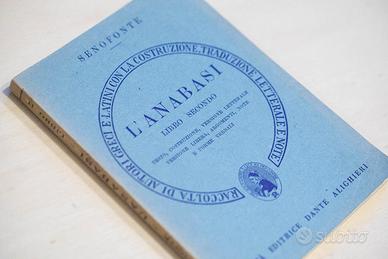 SENOFONTE
RACCOLTA DI AUTORI GRECI E LATINI CON LA COSTRUZIONE, TRADUZIONE LETTERALE E NOTE
L'ANABASI
LIBRO SECONDO
TESTO, COSTRUZIONE, VERSIONE LETTERALE
VERSIONE LIBERA, ARGOMENTI, NOTE
E FORME VERBALI
EDITRICE DANTE ALIGHIERI
subito